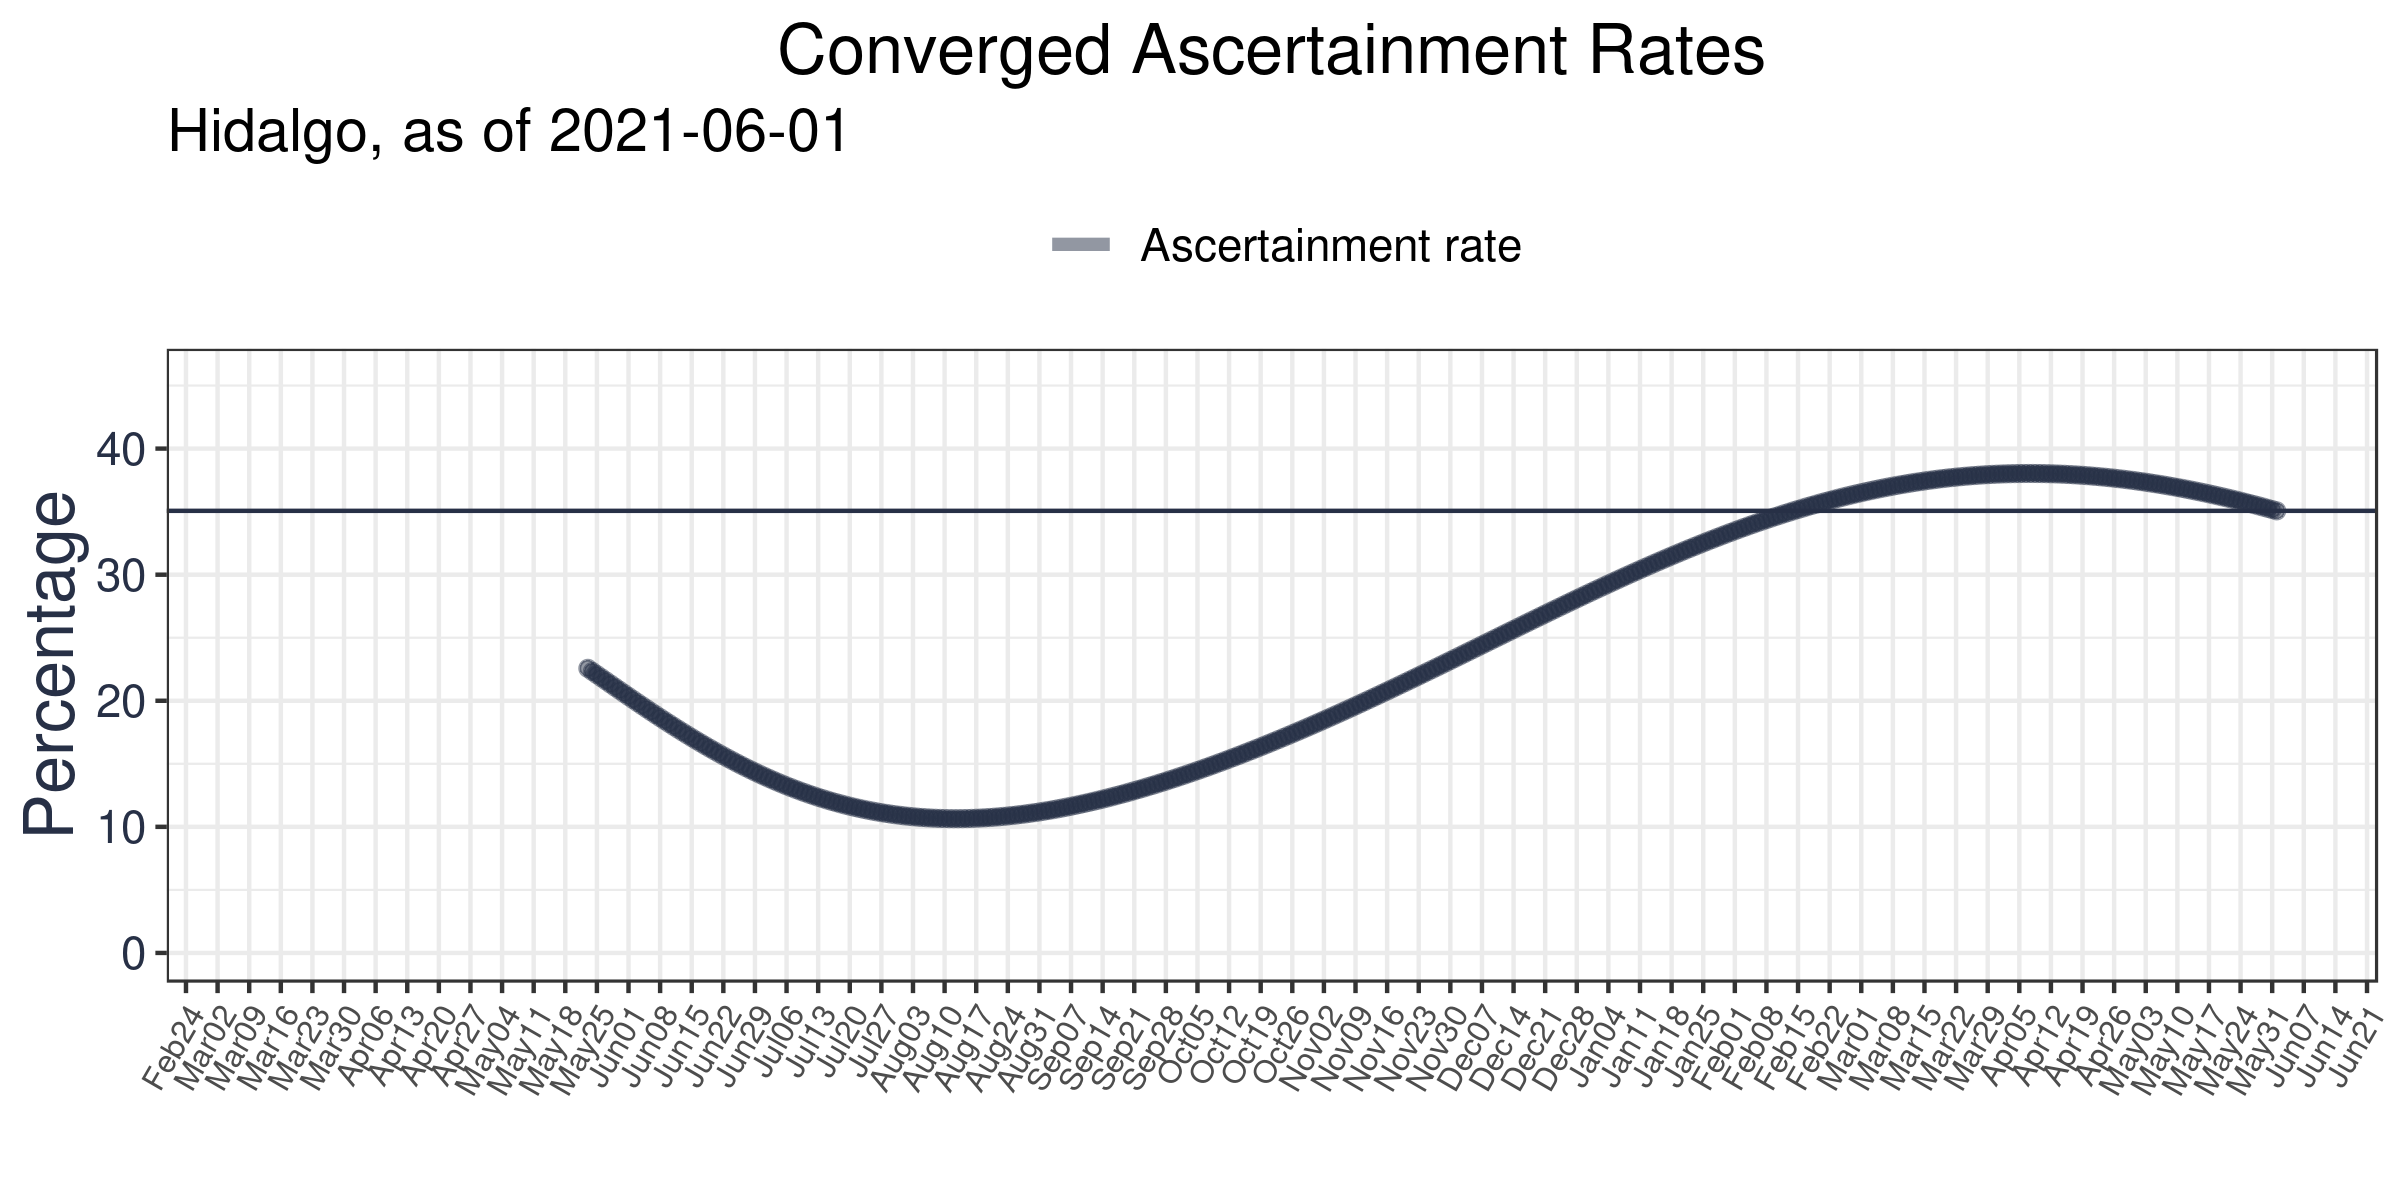 Converged Ascertainment Rates
Hidalgo, as of 2021-06-01
Ascertainment rate
Percentage
40
30
20
10
0
Feb24 Mar02 Mar09 Mar16 Mar23 Mar30 Apr06 Apr13 Apr20 Apr27 May04 May11 May18 May25 Jun01 Jun08 Jun15 Jun22 Jun29 Jul06 Jul13 Jul20 Jul27 Aug03 Aug10 Aug17 Aug24 Aug31 Sep07 Sep14 Sep21 Sep28 Oct05 Oct12 Oct19 Oct26 Nov02 Nov09 Nov16 Nov23 Nov30 Dec07 Dec14 Dec21 Dec28 Jan04 Jan11 Jan18 Jan25 Feb01 Feb08 Feb15 Feb22 Mar01 Mar08 Mar15 Mar22 Mar29 Apr05 Apr12 Apr19 Apr26 May03 May10 May17 May24 May31 Jun07 Jun14 Jun21